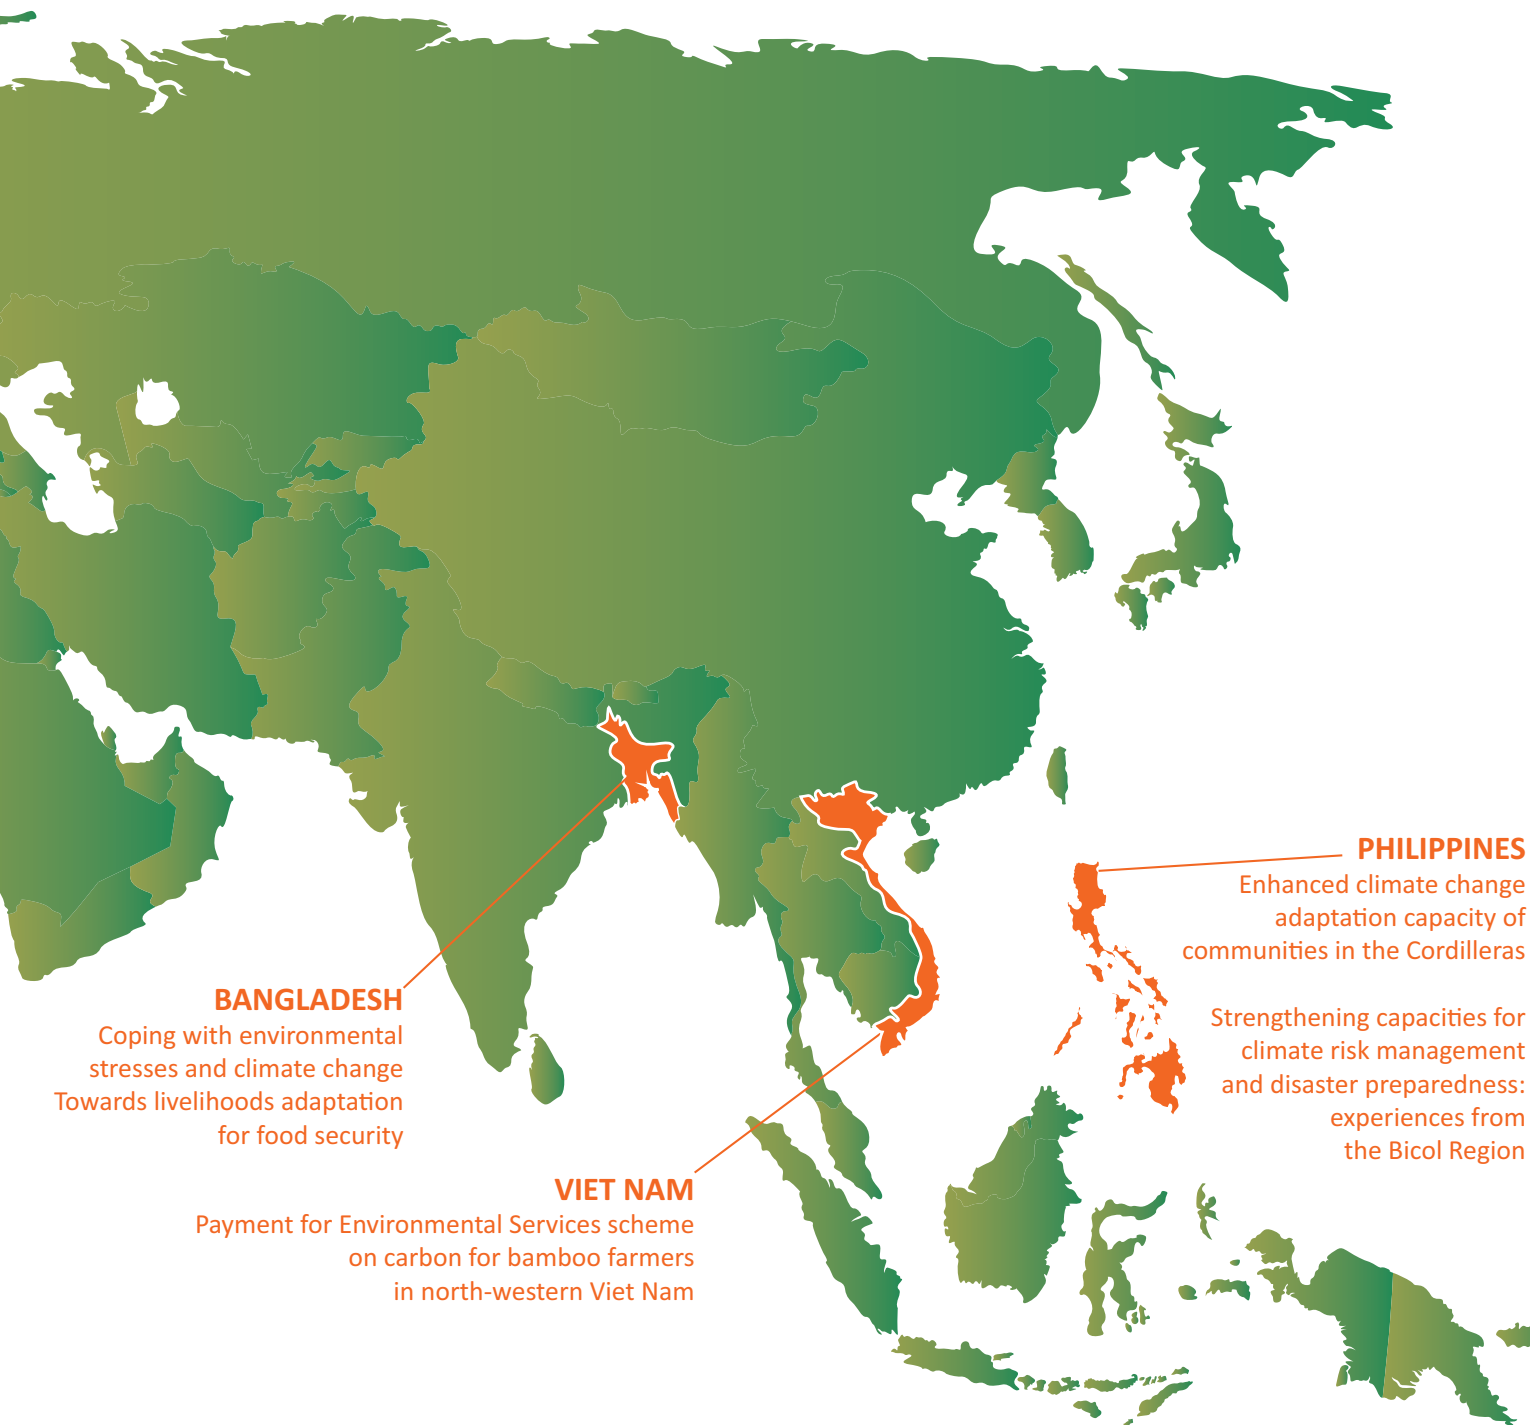 PHILIPPINES
Enhanced climate change
adaptation capacity of
communities in the Cordilleras
Strengthening capacities for
climate risk management
and disaster preparedness:
experiences from
the Bicol Region
BANGLADESH
Coping with environmental
stresses and climate change
Towards livelihoods adaptation
for food security
VIET NAM
Payment for Environmental Services scheme
on carbon for bamboo farmers
in north-western Viet Nam